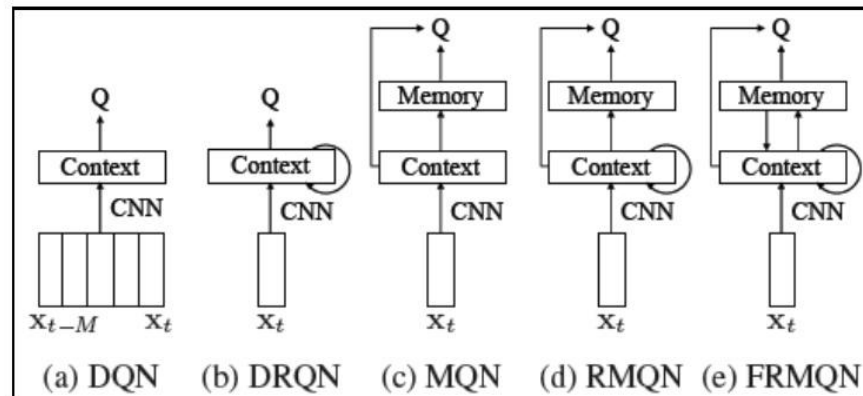 Q Q Q
Q Q Memory Memory Memory
Context Context Context Context Context
CNN CNN CNN CNN CNN
x_{t-M} x_t x_t x_t x_t x_t
(a) DQN (b) DRQN (c) MQN (d) RMQN (e) FRMQN